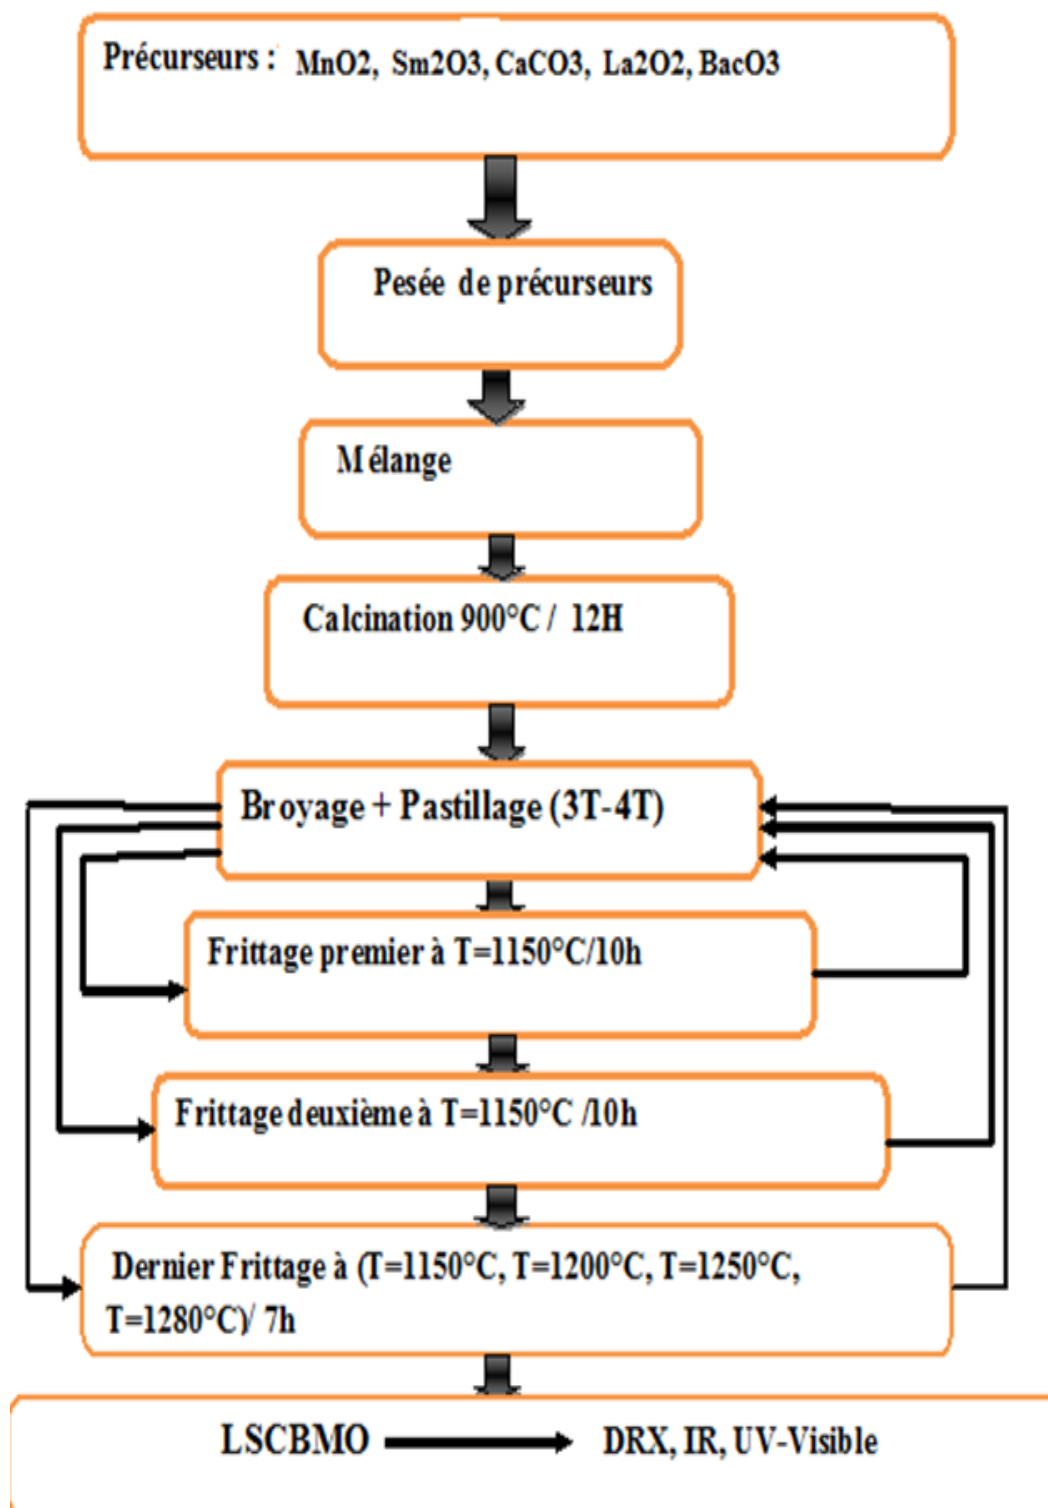 Précurseurs : MnO2, Sm2O3, CaCO3, La2O2, BacO3
Pesée de précurseurs
Mélange
Calcination 900°C / 12H
Broyage + Pastillage (3T-4T)
Frittage premier à T=1150°C/10h
Frittage deuxième à T=1150°C /10h
Dernier Frittage à (T=1150°C, T=1200°C, T=1250°C,
T=1280°C)/ 7h
LSCBMO DRX, IR, UV-Visible